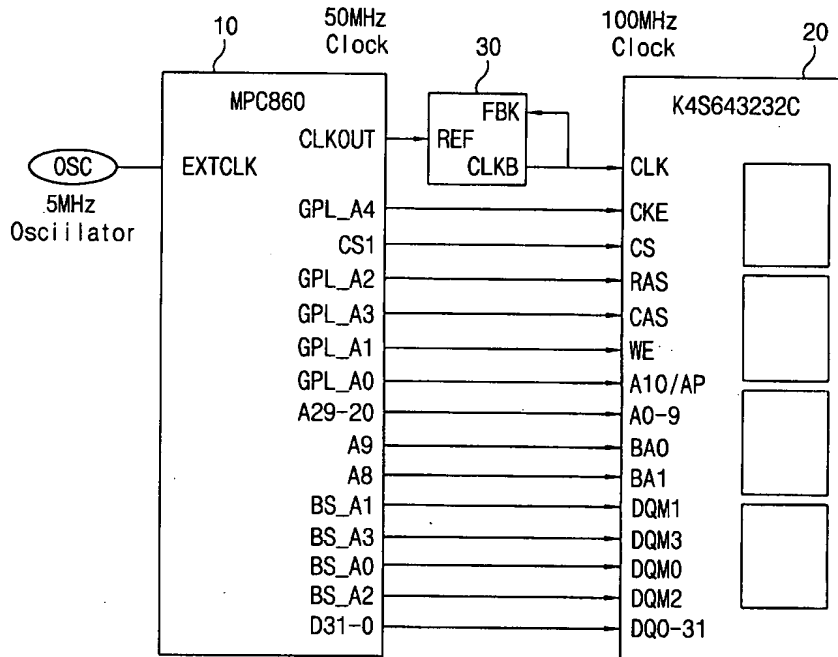 10
50MHz
Clock
30
100MHz
Clock
20
MPC860
K4S643232C
FBK
CLKOUT
REF
CLKB
OSC
EXTCLK
CLK
5MHz
Osciilator
GPL_A4
CKE
CS1
CS
GPL_A2
RAS
GPL_A3
CAS
GPL_A1
WE
GPL_A0
A10/AP
A29-20
A0-9
A9
BA0
A8
BA1
BS_A1
DQM1
BS_A3
DQM3
BS_A0
DQM0
BS_A2
DQM2
D31-0
DQ0-31